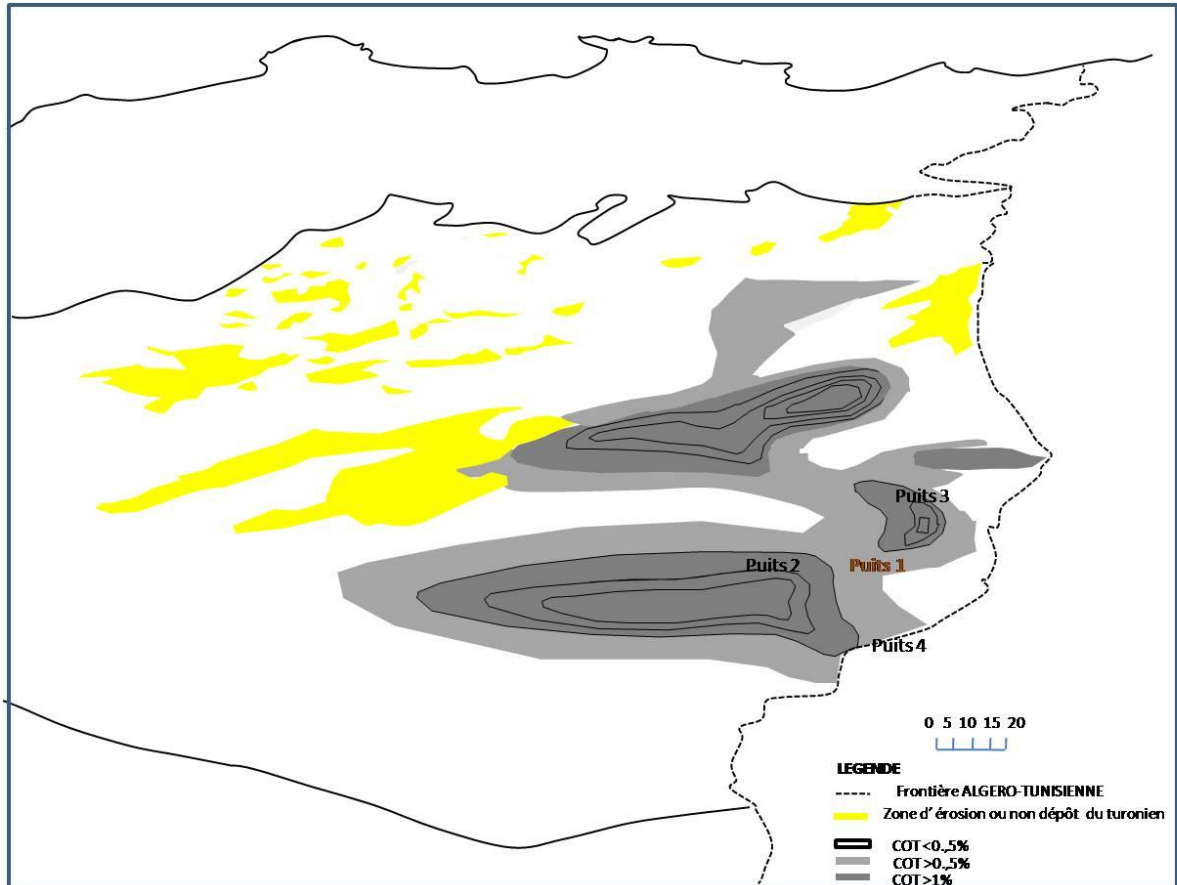 Puits 3
Puits 2
Puits 1
Puits 4
0 5 10 15 20
LEGENDE
Frontière ALGERO-TUNISIENNE
Zone d' érosion ou non dépôt du turonien
COT <0.,5%
COT >0.,5%
COT >1%